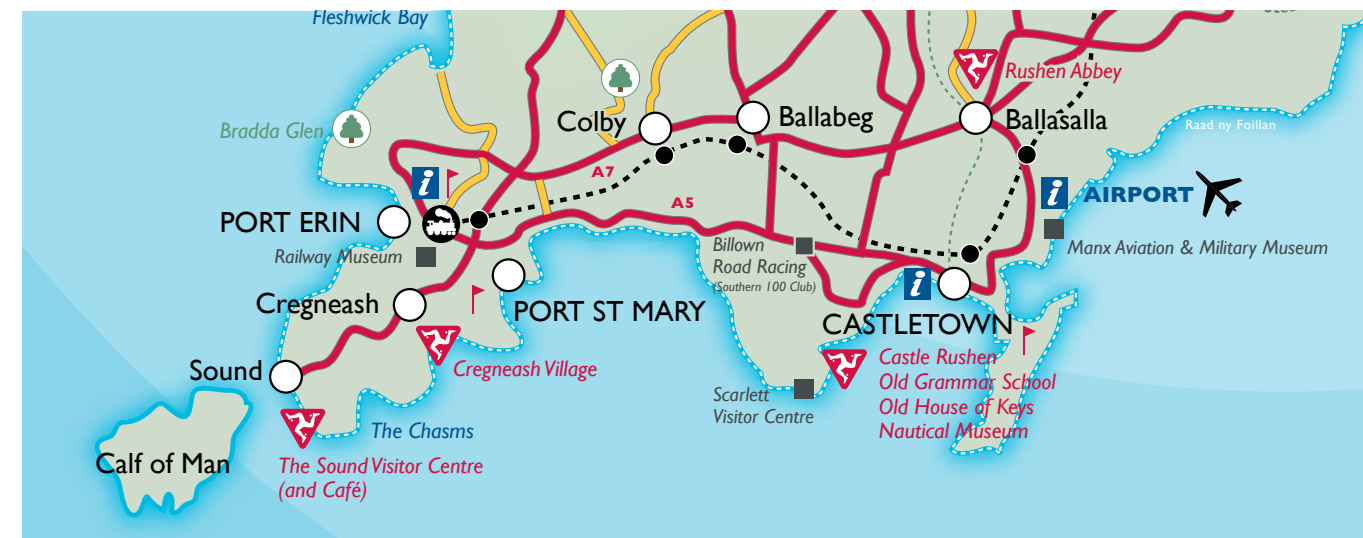 Fleshwick Bay
Rushen Abbey
Bradda Glen
Colby
Ballabeg
Ballasalla
Raad ny Foillan
A7
i
i
AIRPORT
A5
PORT ERIN
Railway Museum
Billown
Road Racing
(Southern 100 Club)
Manx Aviation & Military Museum
i
Cregneash
PORT ST MARY
CASTLETOWN
Cregneash Village
Castle Rushen
Old Grammar School
Old House of Keys
Nautical Museum
Sound
Scarlett
Visitor Centre
The Chasms
Calf of Man
The Sound Visitor Centre
(and Café)